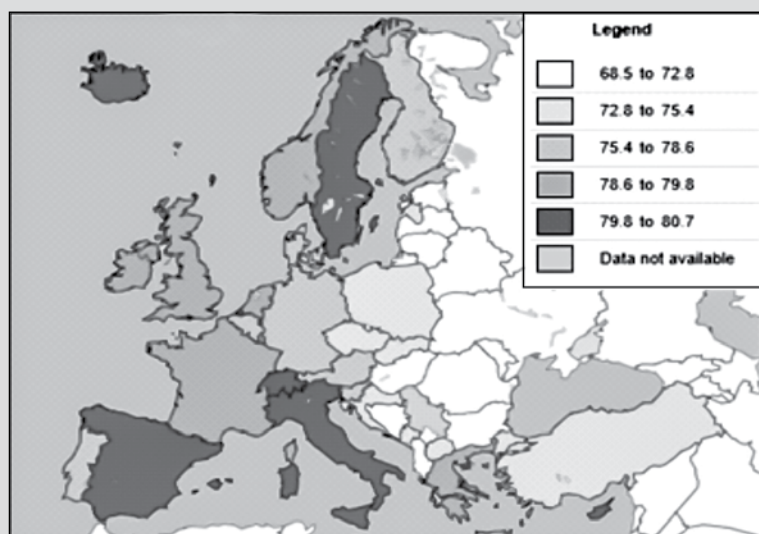 Legend
68.5 to 72.8
72.8 to 75.4
75.4 to 78.6
78.6 to 79.8
79.8 to 80.7
Data not available